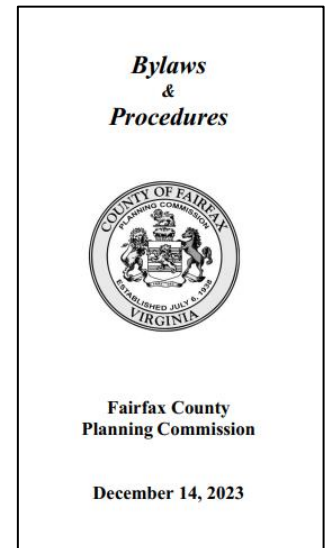 Bylaws
&
Procedures
COUNTY OF FAIRFAX
PLANNING COMMISSION
ESTABLISHED JULY 6, 1938
VIRGINIA
Fairfax County
Planning Commission
December 14, 2023